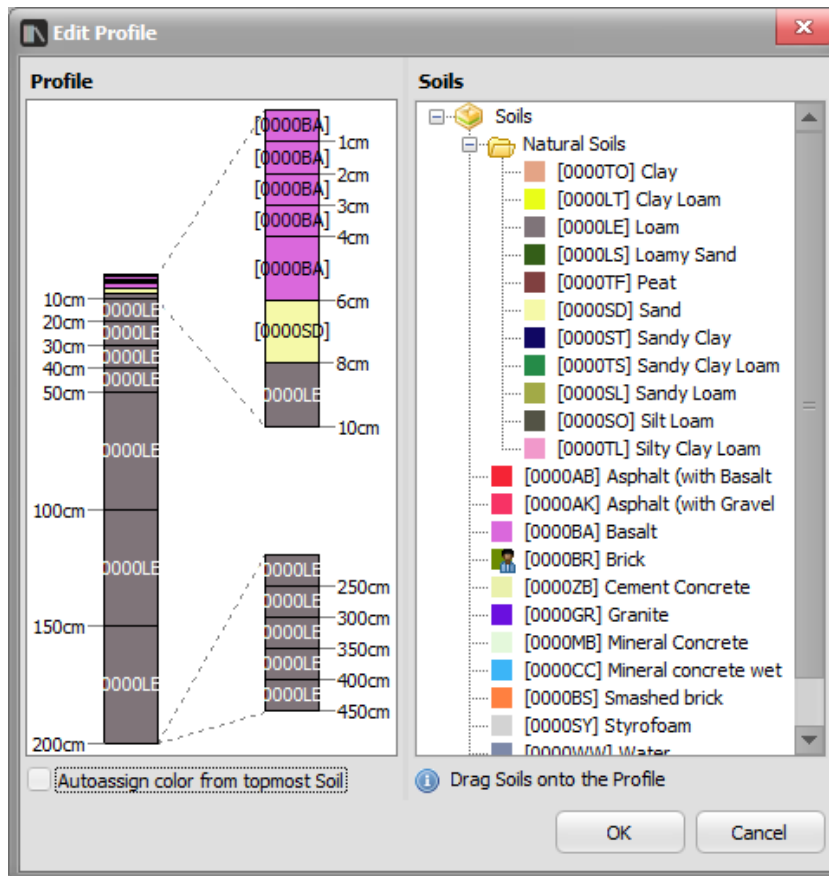 Edit Profile
Profile
[0000BA]
1cm
[0000BA]
2cm
[0000BA]
3cm
[0000BA]
4cm
[0000BA]
6cm
[0000SD]
8cm
0000LE
10cm
10cm
0000LE
20cm
0000LE
30cm
0000LE
40cm
0000LE
50cm
0000LE
100cm
0000LE
150cm
0000LE
200cm
0000LE
250cm
0000LE
300cm
0000LE
350cm
0000LE
400cm
0000LE
450cm
Autoassign color from topmost Soil
Soils
Soils
Natural Soils
[0000TO] Clay
[0000LT] Clay Loam
[0000LE] Loam
[0000LS] Loamy Sand
[0000TF] Peat
[0000SD] Sand
[0000ST] Sandy Clay
[0000TS] Sandy Clay Loam
[0000SL] Sandy Loam
[0000SO] Silt Loam
[0000TL] Silty Clay Loam
[0000AB] Asphalt (with Basalt
[0000AK] Asphalt (with Gravel
[0000BA] Basalt
[0000BR] Brick
[0000ZB] Cement Concrete
[0000GR] Granite
[0000MB] Mineral Concrete
[0000CC] Mineral concrete wet
[0000BS] Smashed brick
[0000SY] Styrofoam
[0000WW] Water
Drag Soils onto the Profile
OK
Cancel